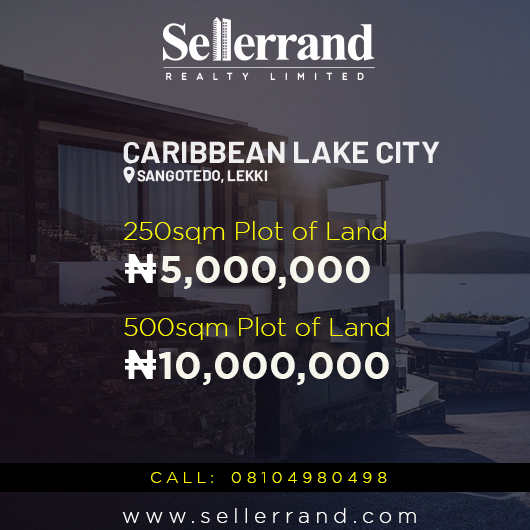 Sellerrand
REALTY LIMITED
CARIBBEAN LAKE CITY
SANGOTEDO, LEKKI
250sqm Plot of Land
₦5,000,000
500sqm Plot of Land
₦10,000,000
CALL: 08104980498
www.sellerrand.com